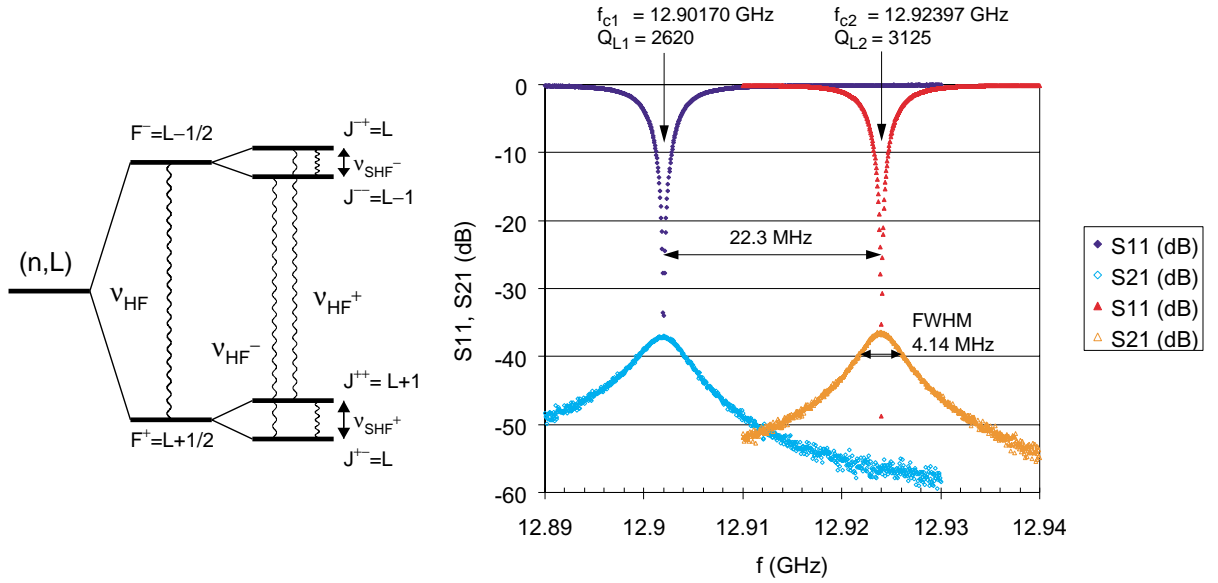 (n,L)
ν_HF
F⁻=L−1/2
F⁺=L+1/2
J⁻⁺=L
ν_SHF⁻
J⁻⁻=L−1
ν_HF⁺
ν_HF⁻
J⁺⁺= L+1
ν_SHF⁺
J⁺⁻=L
f_c1 = 12.90170 GHz
Q_L1 = 2620
f_c2 = 12.92397 GHz
Q_L2 = 3125
S11, S21 (dB)
0
-10
-20
-30
-40
-50
-60
22.3 MHz
FWHM
4.14 MHz
12.89
12.9
12.91
12.92
12.93
12.94
f (GHz)
S11 (dB)
S21 (dB)
S11 (dB)
S21 (dB)